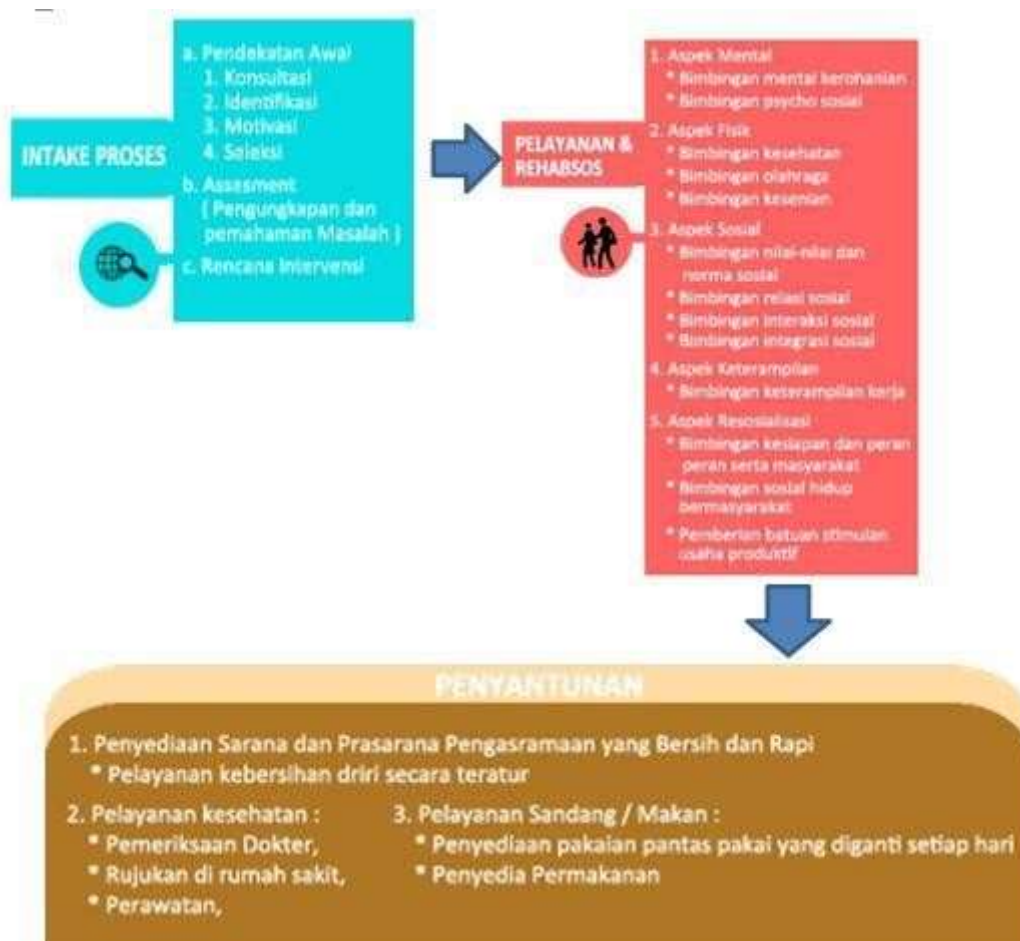 INTAKE PROSES
a. Pendekatan Awal
1. Konsultasi
2. Identifikasi
3. Motivasi
4. Seleksi
b. Assesment
( Pengungkapan dan
pemahaman Masalah )
c. Rencana Intervensi
PELAYANAN &
REHABSOS
1. Aspek Mental
* Bimbingan mental kerohanian
* Bimbingan psycho sosial
2. Aspek Fisik
* Bimbingan kesehatan
* Bimbingan olahraga
* Bimbingan kesenian
3. Aspek Sosial
* Bimbingan nilai-nilai dan
norma sosial
* Bimbingan relasi sosial
* Bimbingan interaksi sosial
* Bimbingan integrasi sosial
4. Aspek Keterampilan
* Bimbingan keterampilan kerja
5. Aspek Resosialisasi
* Bimbingan kesiapan dan peran
peran serta masyarakat
* Bimbingan sosial hidup
bermasyarakat
* Pemberian batuan stimulan
usaha produktif
PENYANTUNAN
1. Penyediaan Sarana dan Prasarana Pengasramaan yang Bersih dan Rapi
* Pelayanan kebersihan driri secara teratur
2. Pelayanan kesehatan :
* Pemeriksaan Dokter,
* Rujukan di rumah sakit,
* Perawatan,
3. Pelayanan Sandang / Makan :
* Penyediaan pakaian pantas pakai yang diganti setiap hari
* Penyedia Permakanan